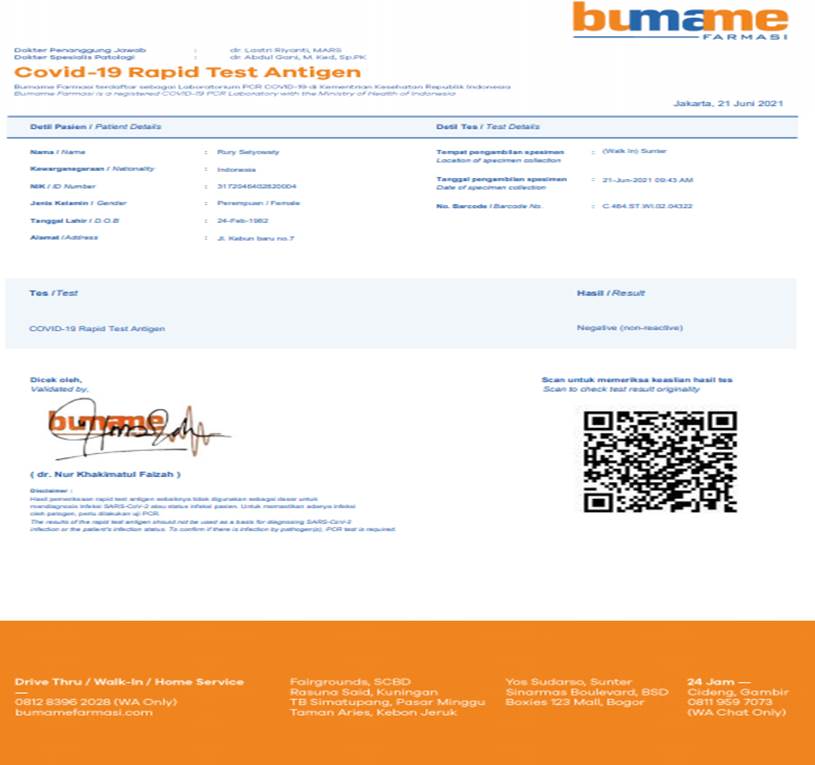 bumame
FARMASI
Dokter Penanggung Jawab : dr. Lastri Riyanti, MARS
Dokter Spesialis Patologi : dr. Abdul Gani, M. Ked, Sp.PK
Covid-19 Rapid Test Antigen
Bumame Farmasi terdaftar sebagai Laboratorium PCR COVID-19 di Kementrian Kesehatan Republik Indonesia
Bumame Farmasi is a registered COVID-19 PCR Laboratory with the Ministry of Health of Indonesia
Jakarta, 21 Juni 2021
Detil Pasien / Patient Details
Detil Tes / Test Details
Nama / Name : Rury Setyowaty
Kewarganegaraan / Nationality : Indonesia
NIK / ID Number : 3172046402820004
Jenis Kelamin / Gender : Perempuan / Female
Tanggal Lahir / D.O.B : 24-Feb-1982
Alamat / Address : Jl. Kebun baru no.7
Tempat pengambilan spesimen : (Walk In) Sunter
Location of specimen collection
Tanggal pengambilan spesimen : 21-Jun-2021 09:43 AM
Date of specimen collection
No. Barcode / Barcode No. : C.464.ST.WI.02.04322
Tes / Test
Hasil / Result
COVID-19 Rapid Test Antigen
Negative (non-reactive)
Dicek oleh,
Validated by,
bumame
( dr. Nur Khakimatul Faizah )
Disclaimer :
Hasil pemeriksaan rapid test antigen sebaiknya tidak digunakan sebagai dasar untuk
mendiagnosis infeksi SARS-CoV-2 atau status infeksi pasien. Untuk memastikan adanya infeksi
oleh patogen, perlu dilakukan uji PCR.
The results of the rapid test antigen should not be used as a basis for diagnosing SARS-CoV-2
infection or the patient's infection status. To confirm if there is infection by pathogen(s), PCR test is required.
Scan untuk memeriksa keaslian hasil tes
Scan to check test result originality
Drive Thru / Walk-In / Home Service
—
0812 8396 2028 (WA Only)
bumamefarmasi.com
Fairgrounds, SCBD
Rasuna Said, Kuningan
TB Simatupang, Pasar Minggu
Taman Aries, Kebon Jeruk
Yos Sudarso, Sunter
Sinarmas Boulevard, BSD
Boxies 123 Mall, Bogor
24 Jam —
Cideng, Gambir
0811 959 7073
(WA Chat Only)